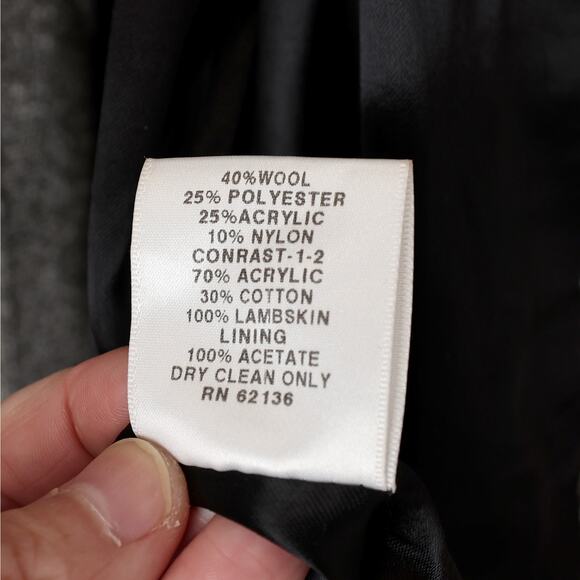 40%WOOL
25% POLYESTER
25%ACRYLIC
10% NYLON
CONRAST-1-2
70% ACRYLIC
30% COTTON
100% LAMBSKIN
LINING
100% ACETATE
DRY CLEAN ONLY
RN 62136